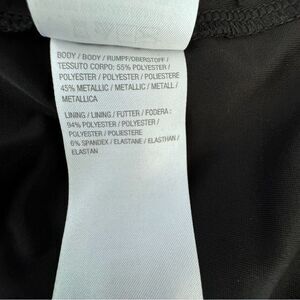 BODY / BODY / RUMPF/OBERSTOFF /
TESSUTO CORPO: 55% POLYESTER /
POLYESTER / POLYESTER / POLIESTERE
45% METALLIC / METALLIC / METALL /
METALLICA
LINING / LINING / FUTTER / FODERA :
94% POLYESTER / POLYESTER /
POLYESTER / POLIESTERE
6% SPANDEX / ELASTANE / ELASTHAN /
ELASTAN